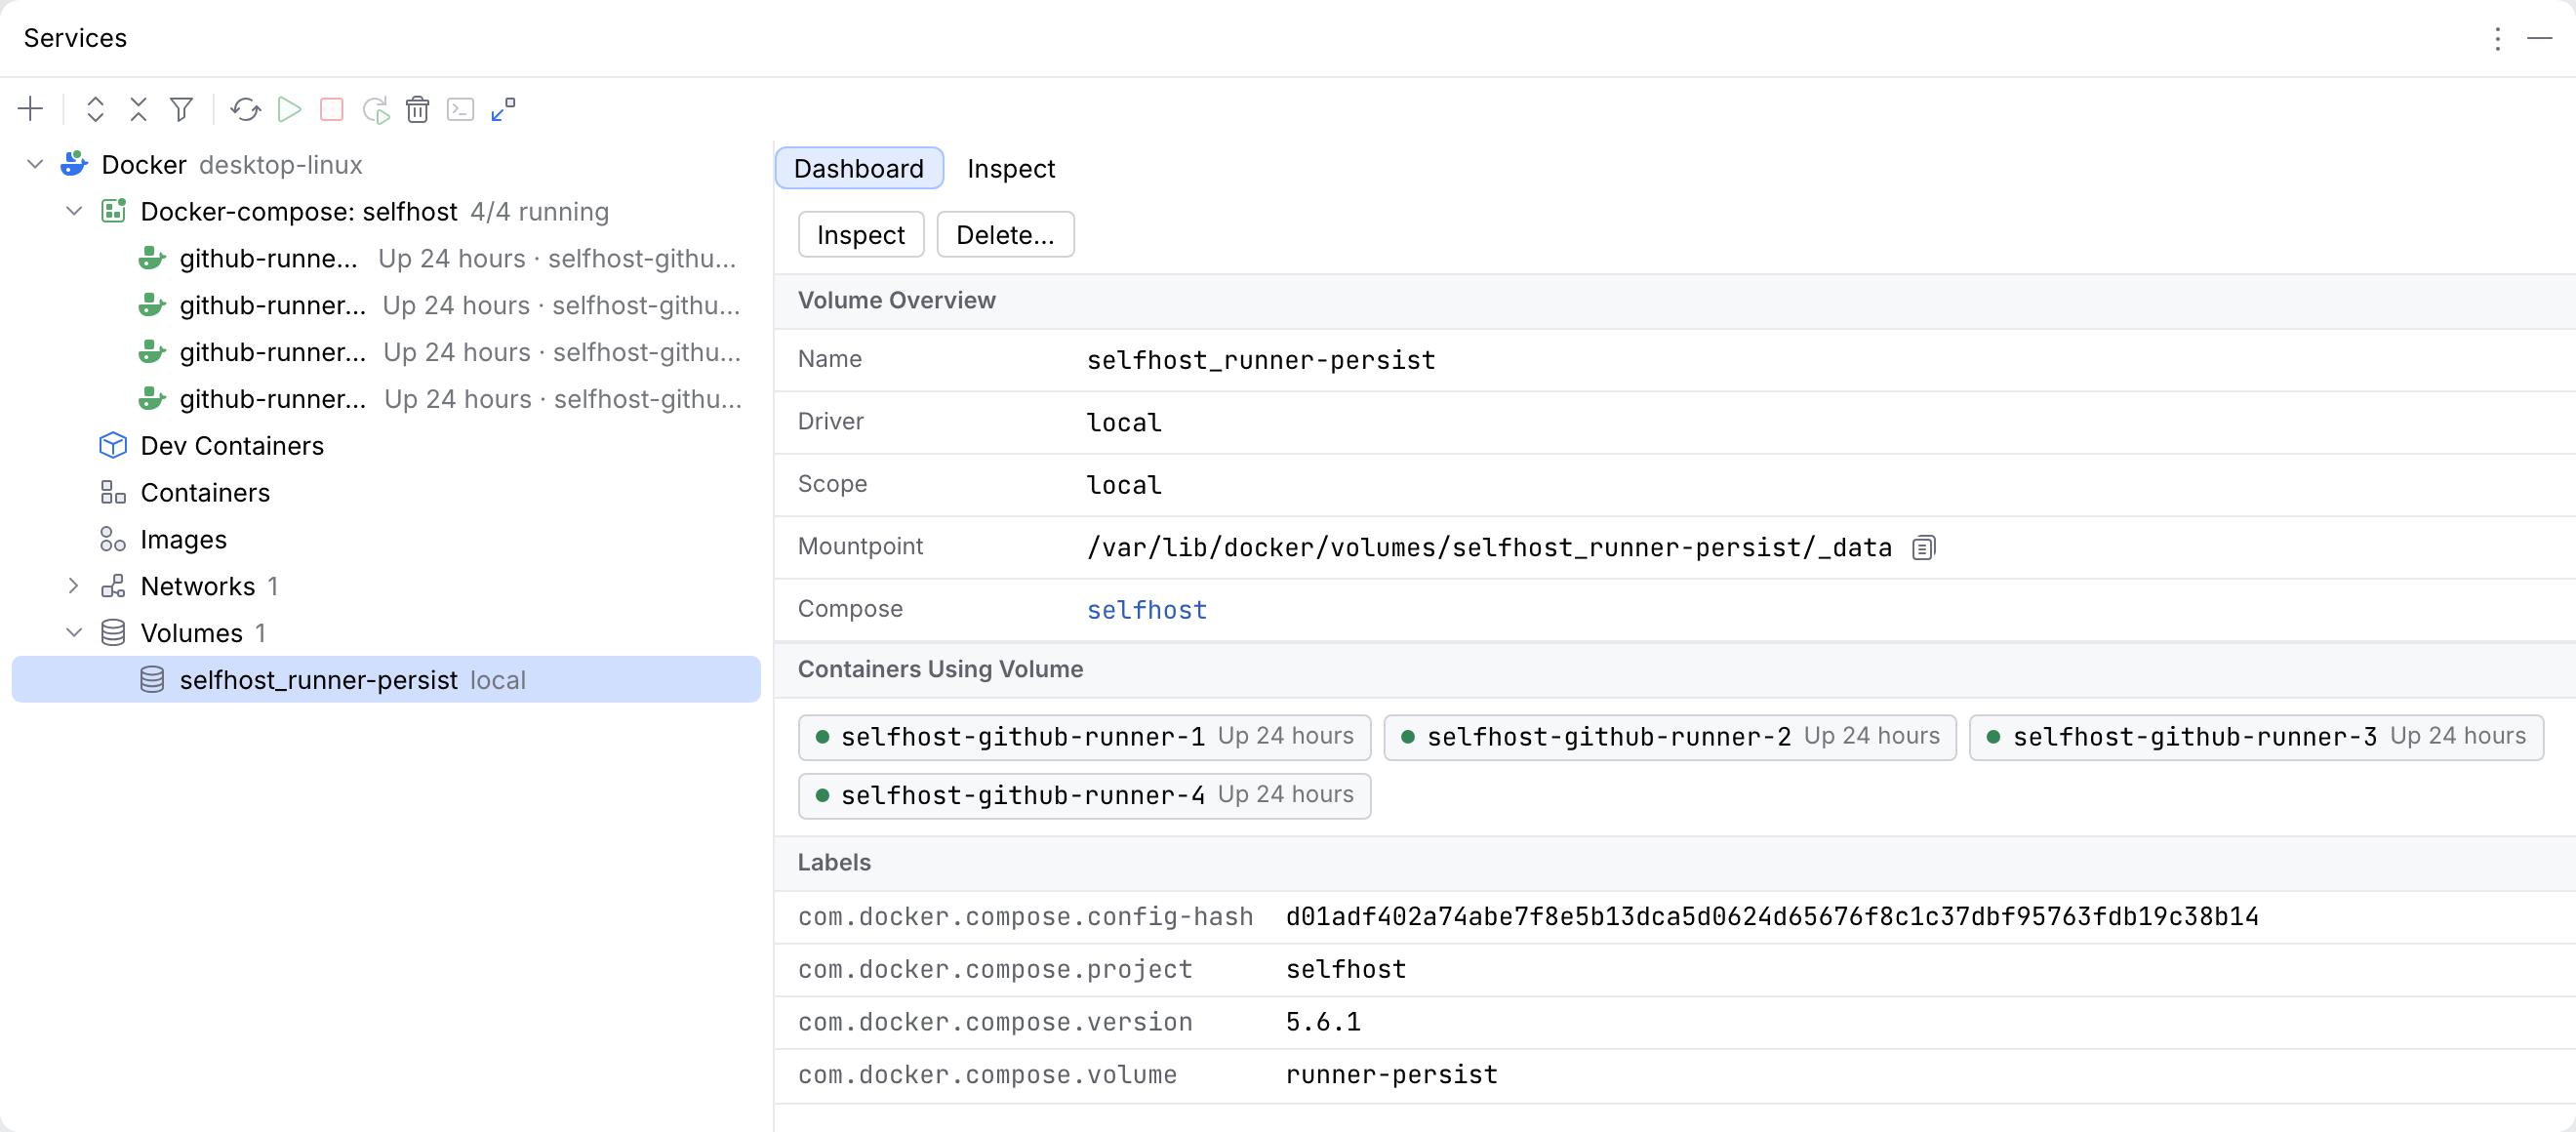 Services
Docker desktop-linux
Docker-compose: selfhost 4/4 running
github-runne... Up 24 hours · selfhost-githu...
github-runner... Up 24 hours · selfhost-githu...
github-runner... Up 24 hours · selfhost-githu...
github-runner... Up 24 hours · selfhost-githu...
Dev Containers
Containers
Images
Networks 1
Volumes 1
selfhost_runner-persist local
Dashboard Inspect
Inspect Delete...
Volume Overview
Name selfhost_runner-persist
Driver local
Scope local
Mountpoint /var/lib/docker/volumes/selfhost_runner-persist/_data
Compose selfhost
Containers Using Volume
selfhost-github-runner-1 Up 24 hours selfhost-github-runner-2 Up 24 hours selfhost-github-runner-3 Up 24 hours
selfhost-github-runner-4 Up 24 hours
Labels
com.docker.compose.config-hash d01adf402a74abe7f8e5b13dca5d0624d65676f8c1c37dbf95763fdb19c38b14
com.docker.compose.project selfhost
com.docker.compose.version 5.6.1
com.docker.compose.volume runner-persist